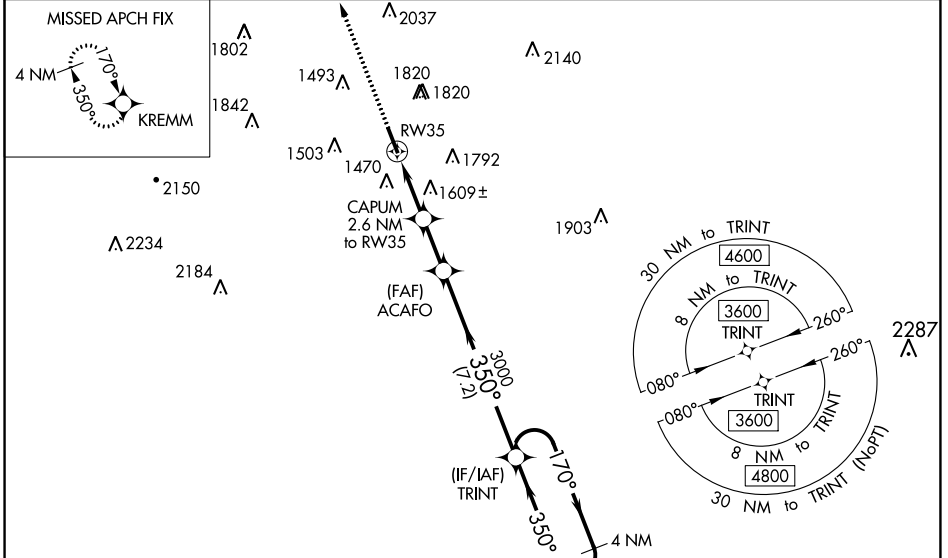 MISSED APCH FIX
4 NM
170°
350°
KREMM
1802
1842
2037
2140
1493
1820
1820
RW35
1503
1470
1792
1609±
2150
CAPUM
2.6 NM
to RW35
1903
2234
2184
(FAF)
ACAFO
3000
350°
(7.2)
(IF/IAF)
TRINT
170°
350°
4 NM
30 NM to TRINT
4600
8 NM to TRINT
3600
TRINT
260°
080°
2287
260°
080°
TRINT
3600
8 NM to TRINT
4800
30 NM to TRINT (NoPT)